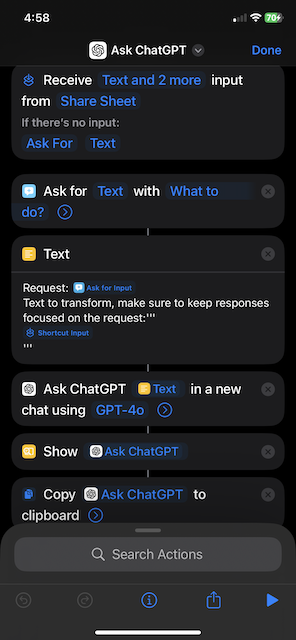 4:58
70
Ask ChatGPT
Done
Receive Text and 2 more input
from Share Sheet
If there's no input:
Ask For Text
Ask for Text with What to
do?
Text
Request: Ask for Input
Text to transform, make sure to keep responses
focused on the request:'''
Shortcut Input
'''
Ask ChatGPT Text in a new
chat using GPT-4o
Show Ask ChatGPT
Copy Ask ChatGPT to
clipboard
Search Actions